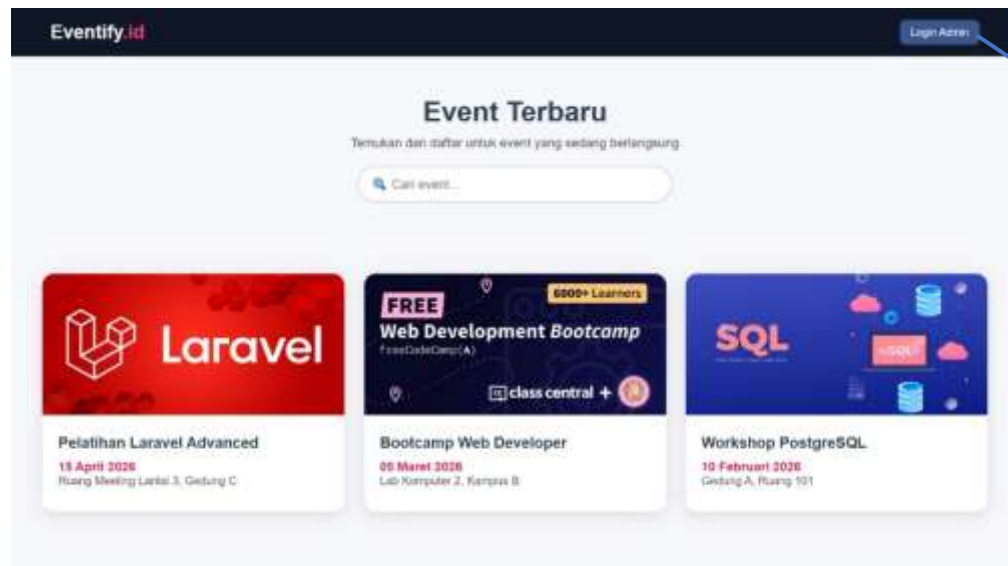 Eventify.id
Login Admin
Event Terbaru
Temukan dan daftar untuk event yang sedang berlangsung
Cari event...
Laravel
FREE
6000+ Learners
Web Development Bootcamp
freeCodeCamp(🔥)
class central +
SQL
Pelatihan Laravel Advanced
15 April 2026
Ruang Meeting Lantai 3, Gedung C
Bootcamp Web Developer
05 Maret 2026
Lab Komputer 2, Kampus B
Workshop PostgreSQL
10 Februari 2026
Gedung A, Ruang 101